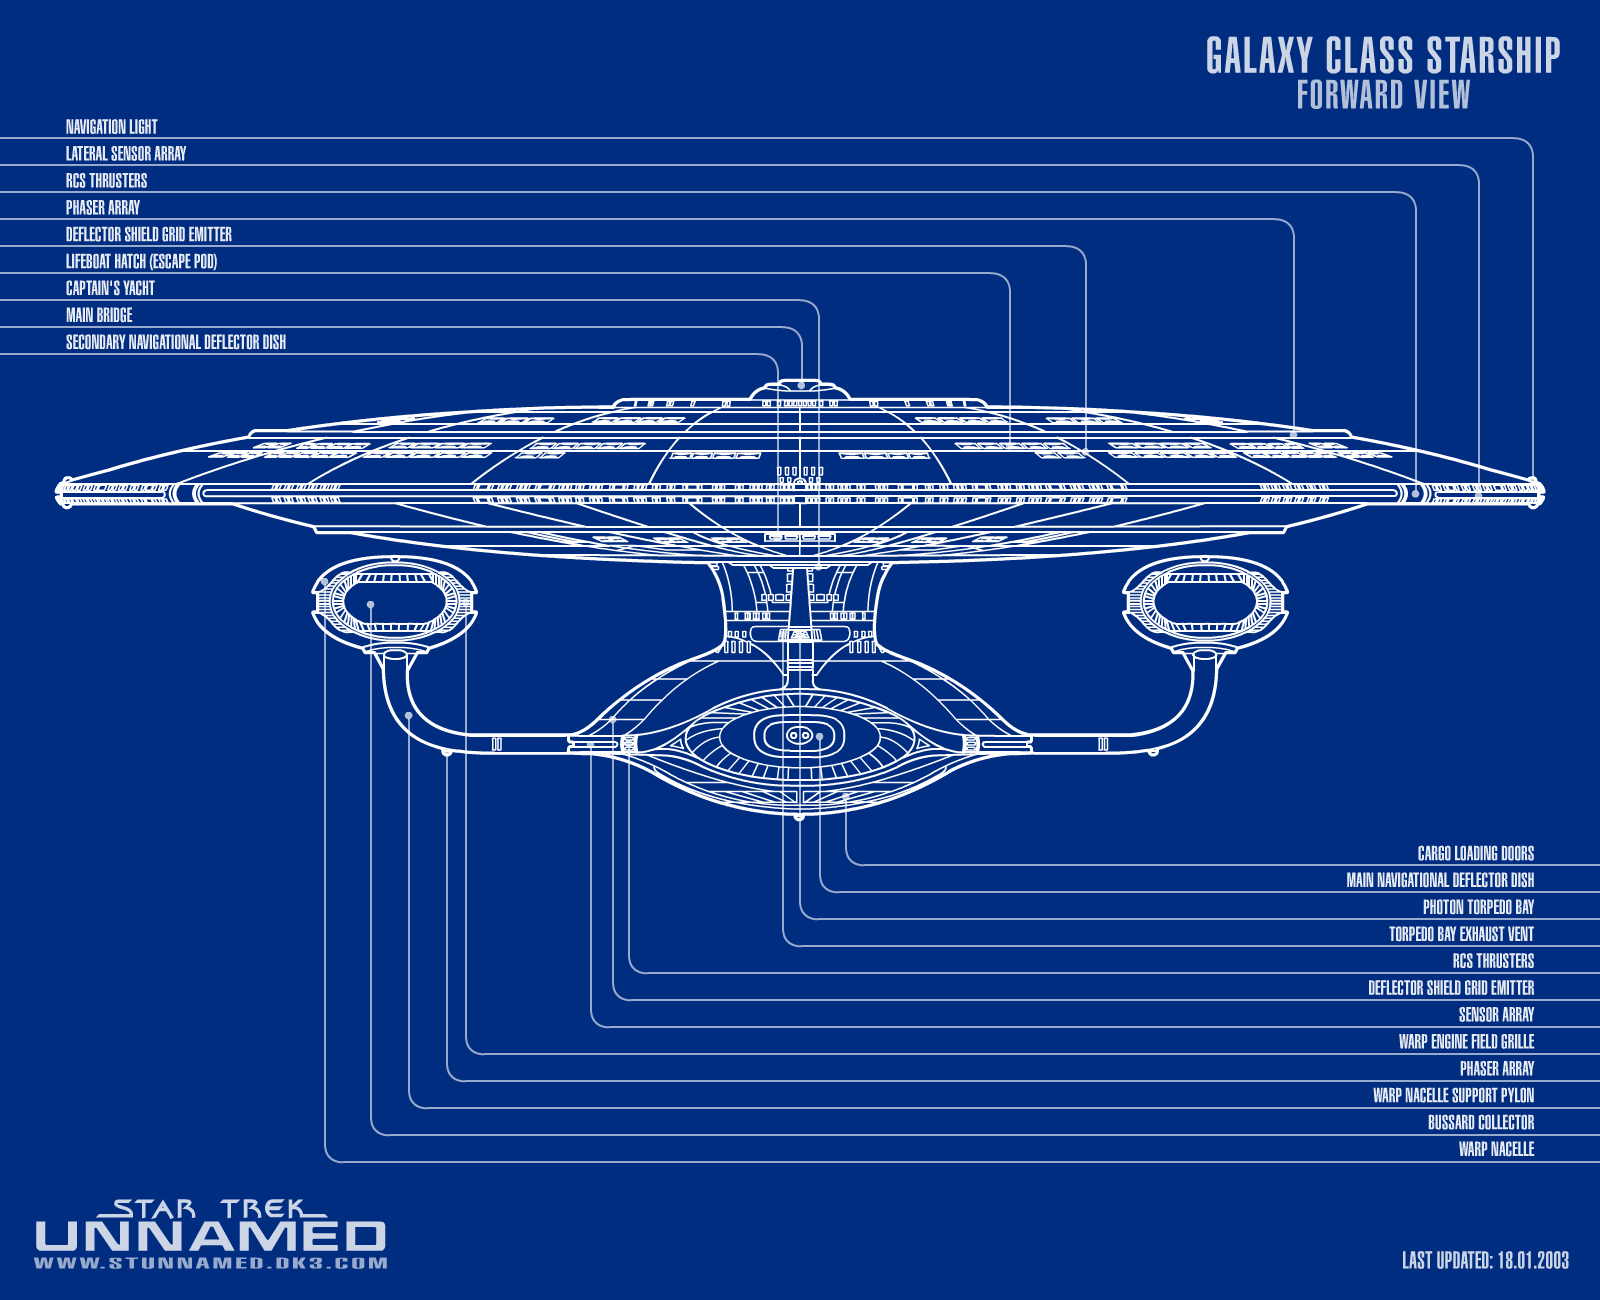 GALAXY CLASS STARSHIP
FORWARD VIEW
NAVIGATION LIGHT
LATERAL SENSOR ARRAY
RCS THRUSTERS
PHASER ARRAY
DEFLECTOR SHIELD GRID EMITTER
LIFEBOAT HATCH (ESCAPE POD)
CAPTAIN'S YACHT
MAIN BRIDGE
SECONDARY NAVIGATIONAL DEFLECTOR DISH
CARGO LOADING DOORS
MAIN NAVIGATIONAL DEFLECTOR DISH
PHOTON TORPEDO BAY
TORPEDO BAY EXHAUST VENT
RCS THRUSTERS
DEFLECTOR SHIELD GRID EMITTER
SENSOR ARRAY
WARP ENGINE FIELD GRILLE
PHASER ARRAY
WARP NACELLE SUPPORT PYLON
BUSSARD COLLECTOR
WARP NACELLE
STAR TREK
UNNAMED
WWW.STUNNAMED.DK3.COM
LAST UPDATED: 18.01.2003